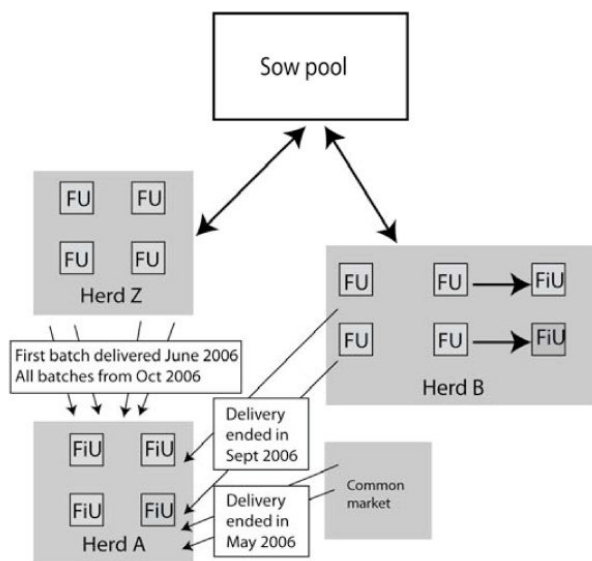 Sow pool
FU FU
FU FU
Herd Z
FU FU FiU
FU FU FiU
Herd B
First batch delivered June 2006
All batches from Oct 2006
Delivery
ended in
Sept 2006
FiU FiU
FiU FiU
Herd A
Delivery
ended in
May 2006
Common
market